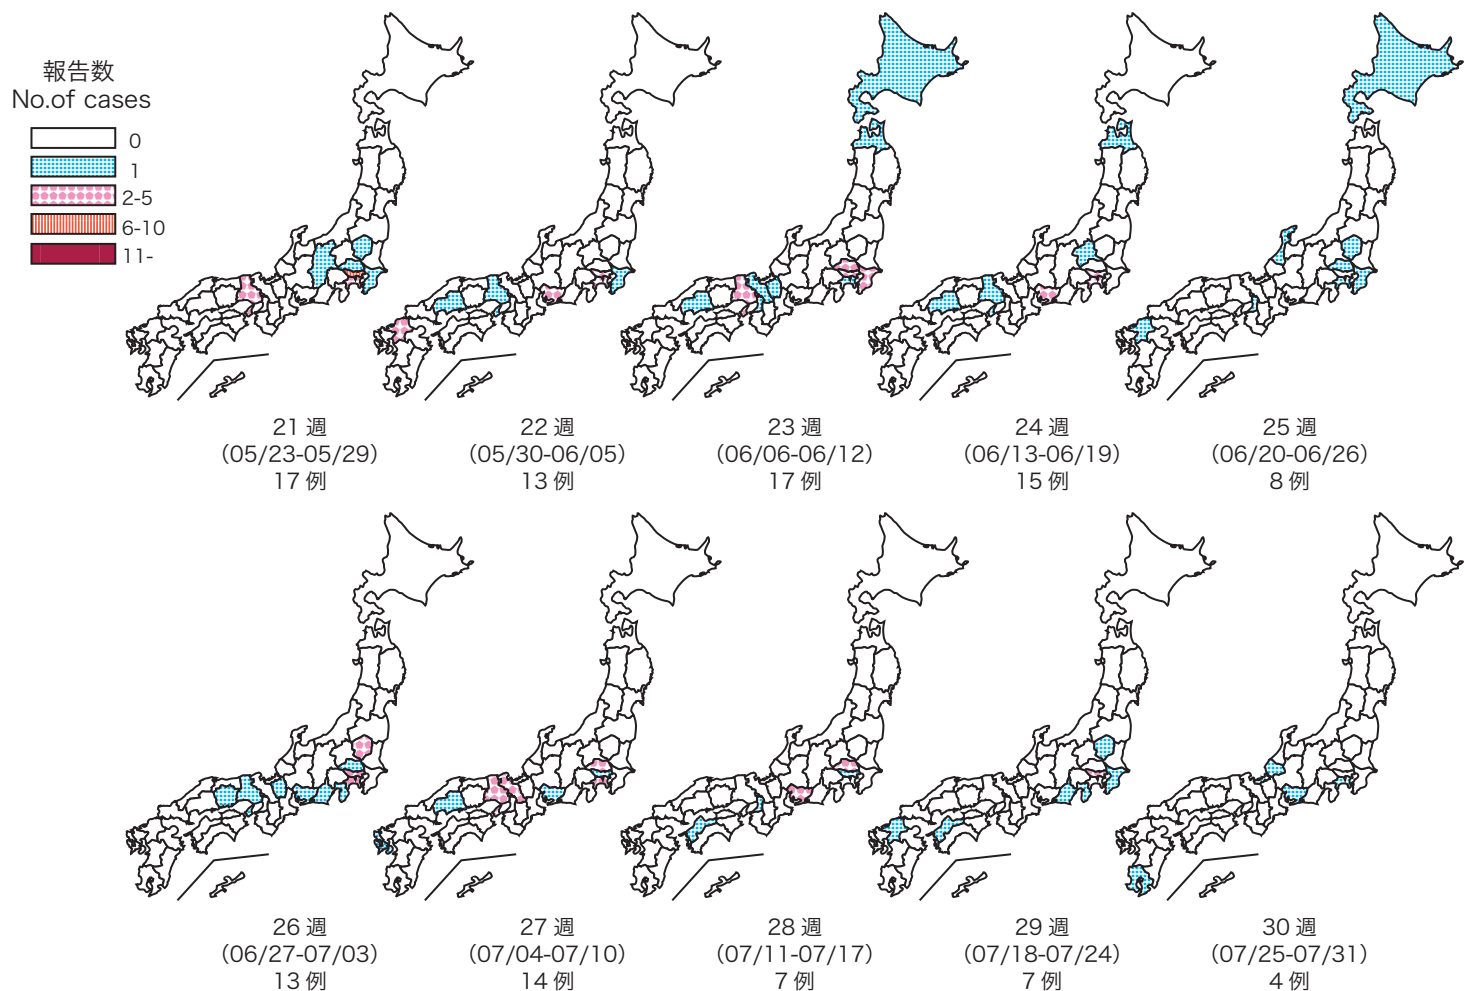 報告数
No.of cases
0
1
2-5
6-10
11-
21 週
(05/23-05/29)
17 例
22 週
(05/30-06/05)
13 例
23 週
(06/06-06/12)
17 例
24 週
(06/13-06/19)
15 例
25 週
(06/20-06/26)
8 例
26 週
(06/27-07/03)
13 例
27 週
(07/04-07/10)
14 例
28 週
(07/11-07/17)
7 例
29 週
(07/18-07/24)
7 例
30 週
(07/25-07/31)
4 例